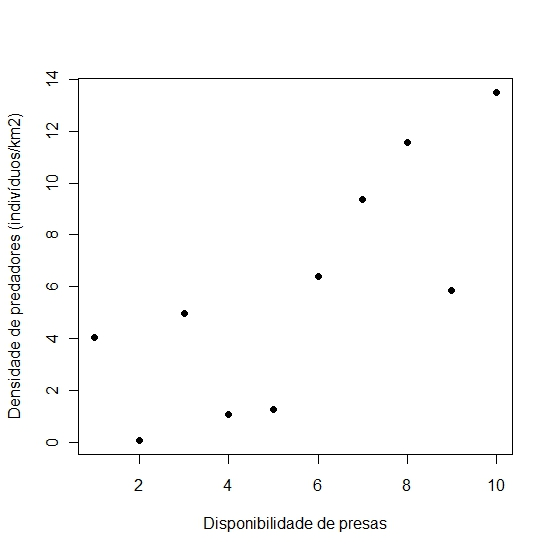 Densidade de predadores (indivíduos/km2)
14
12
10
8
6
4
2
0
2 4 6 8 10
Disponibilidade de presas